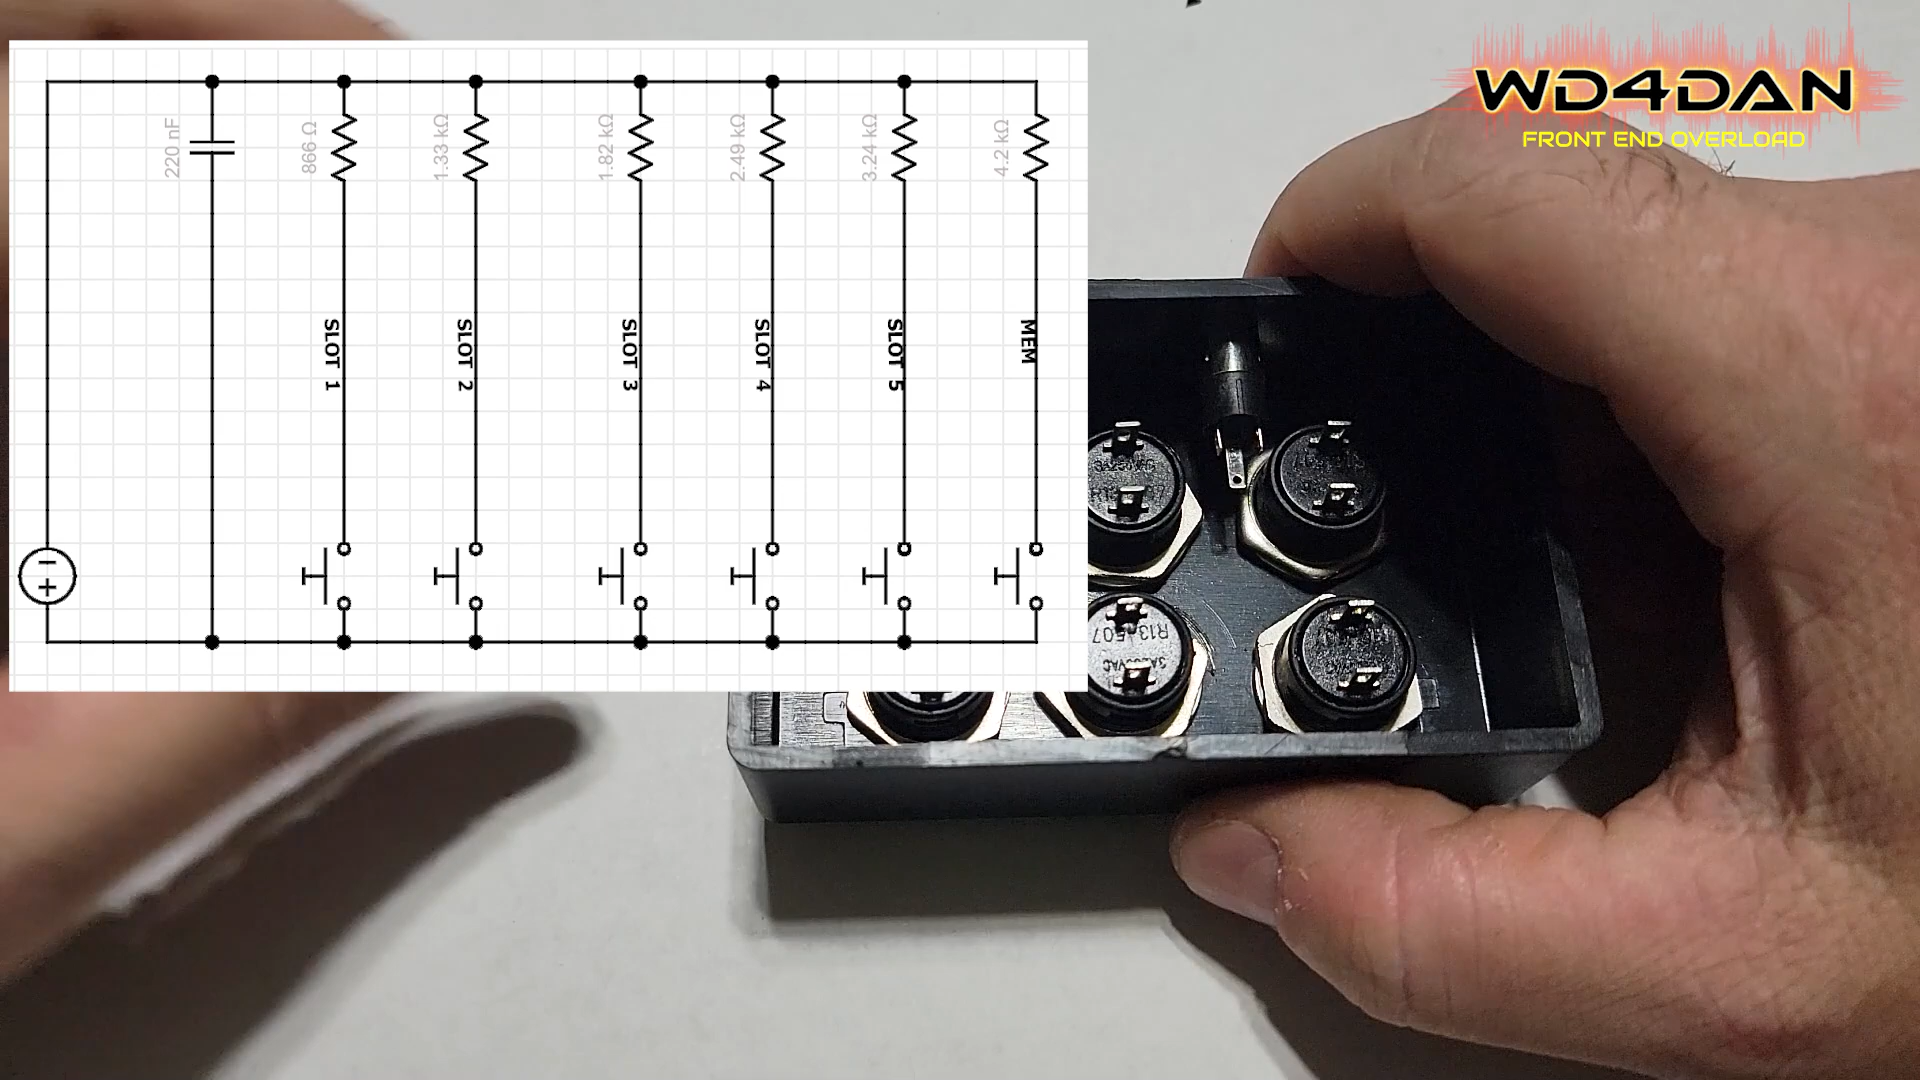 WD4DAN
FRONT END OVERLOAD
220 nF
866 Ω
1.33 kΩ
1.82 kΩ
2.49 kΩ
3.24 kΩ
4.2 kΩ
SLOT 1
SLOT 2
SLOT 3
SLOT 4
SLOT 5
MEM
R13-507